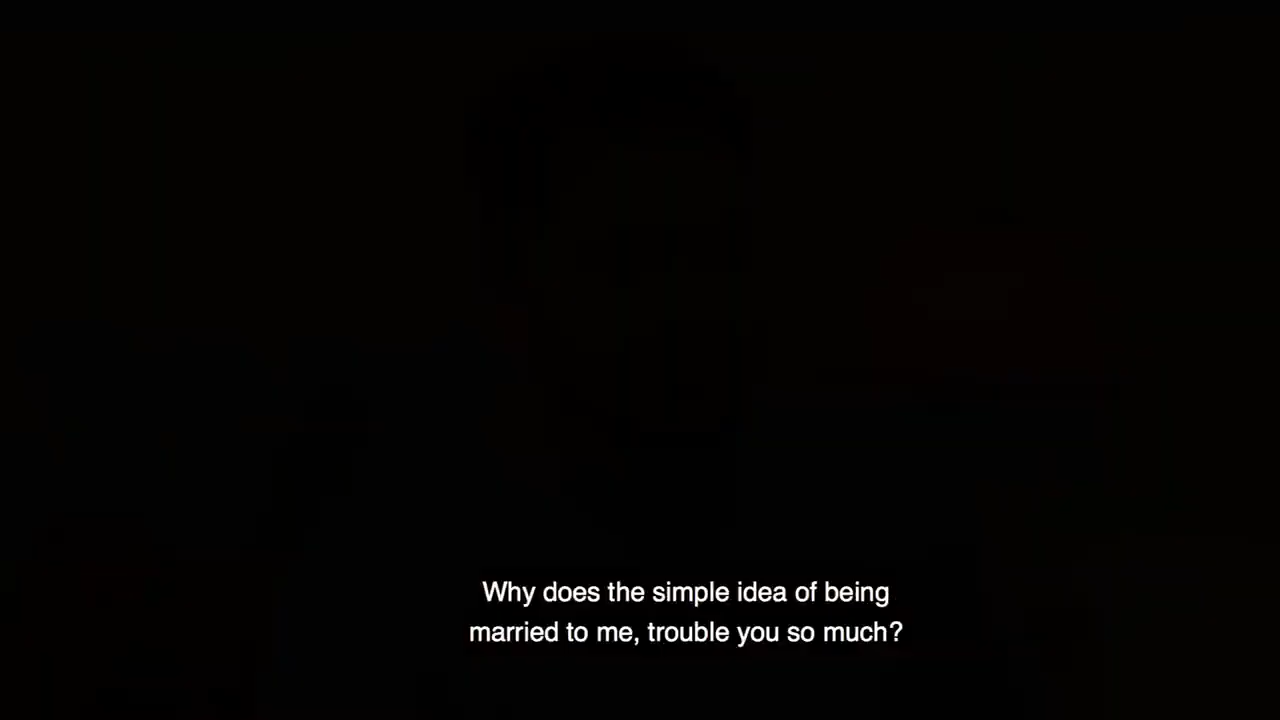 Why does the simple idea of being
married to me, trouble you so much?